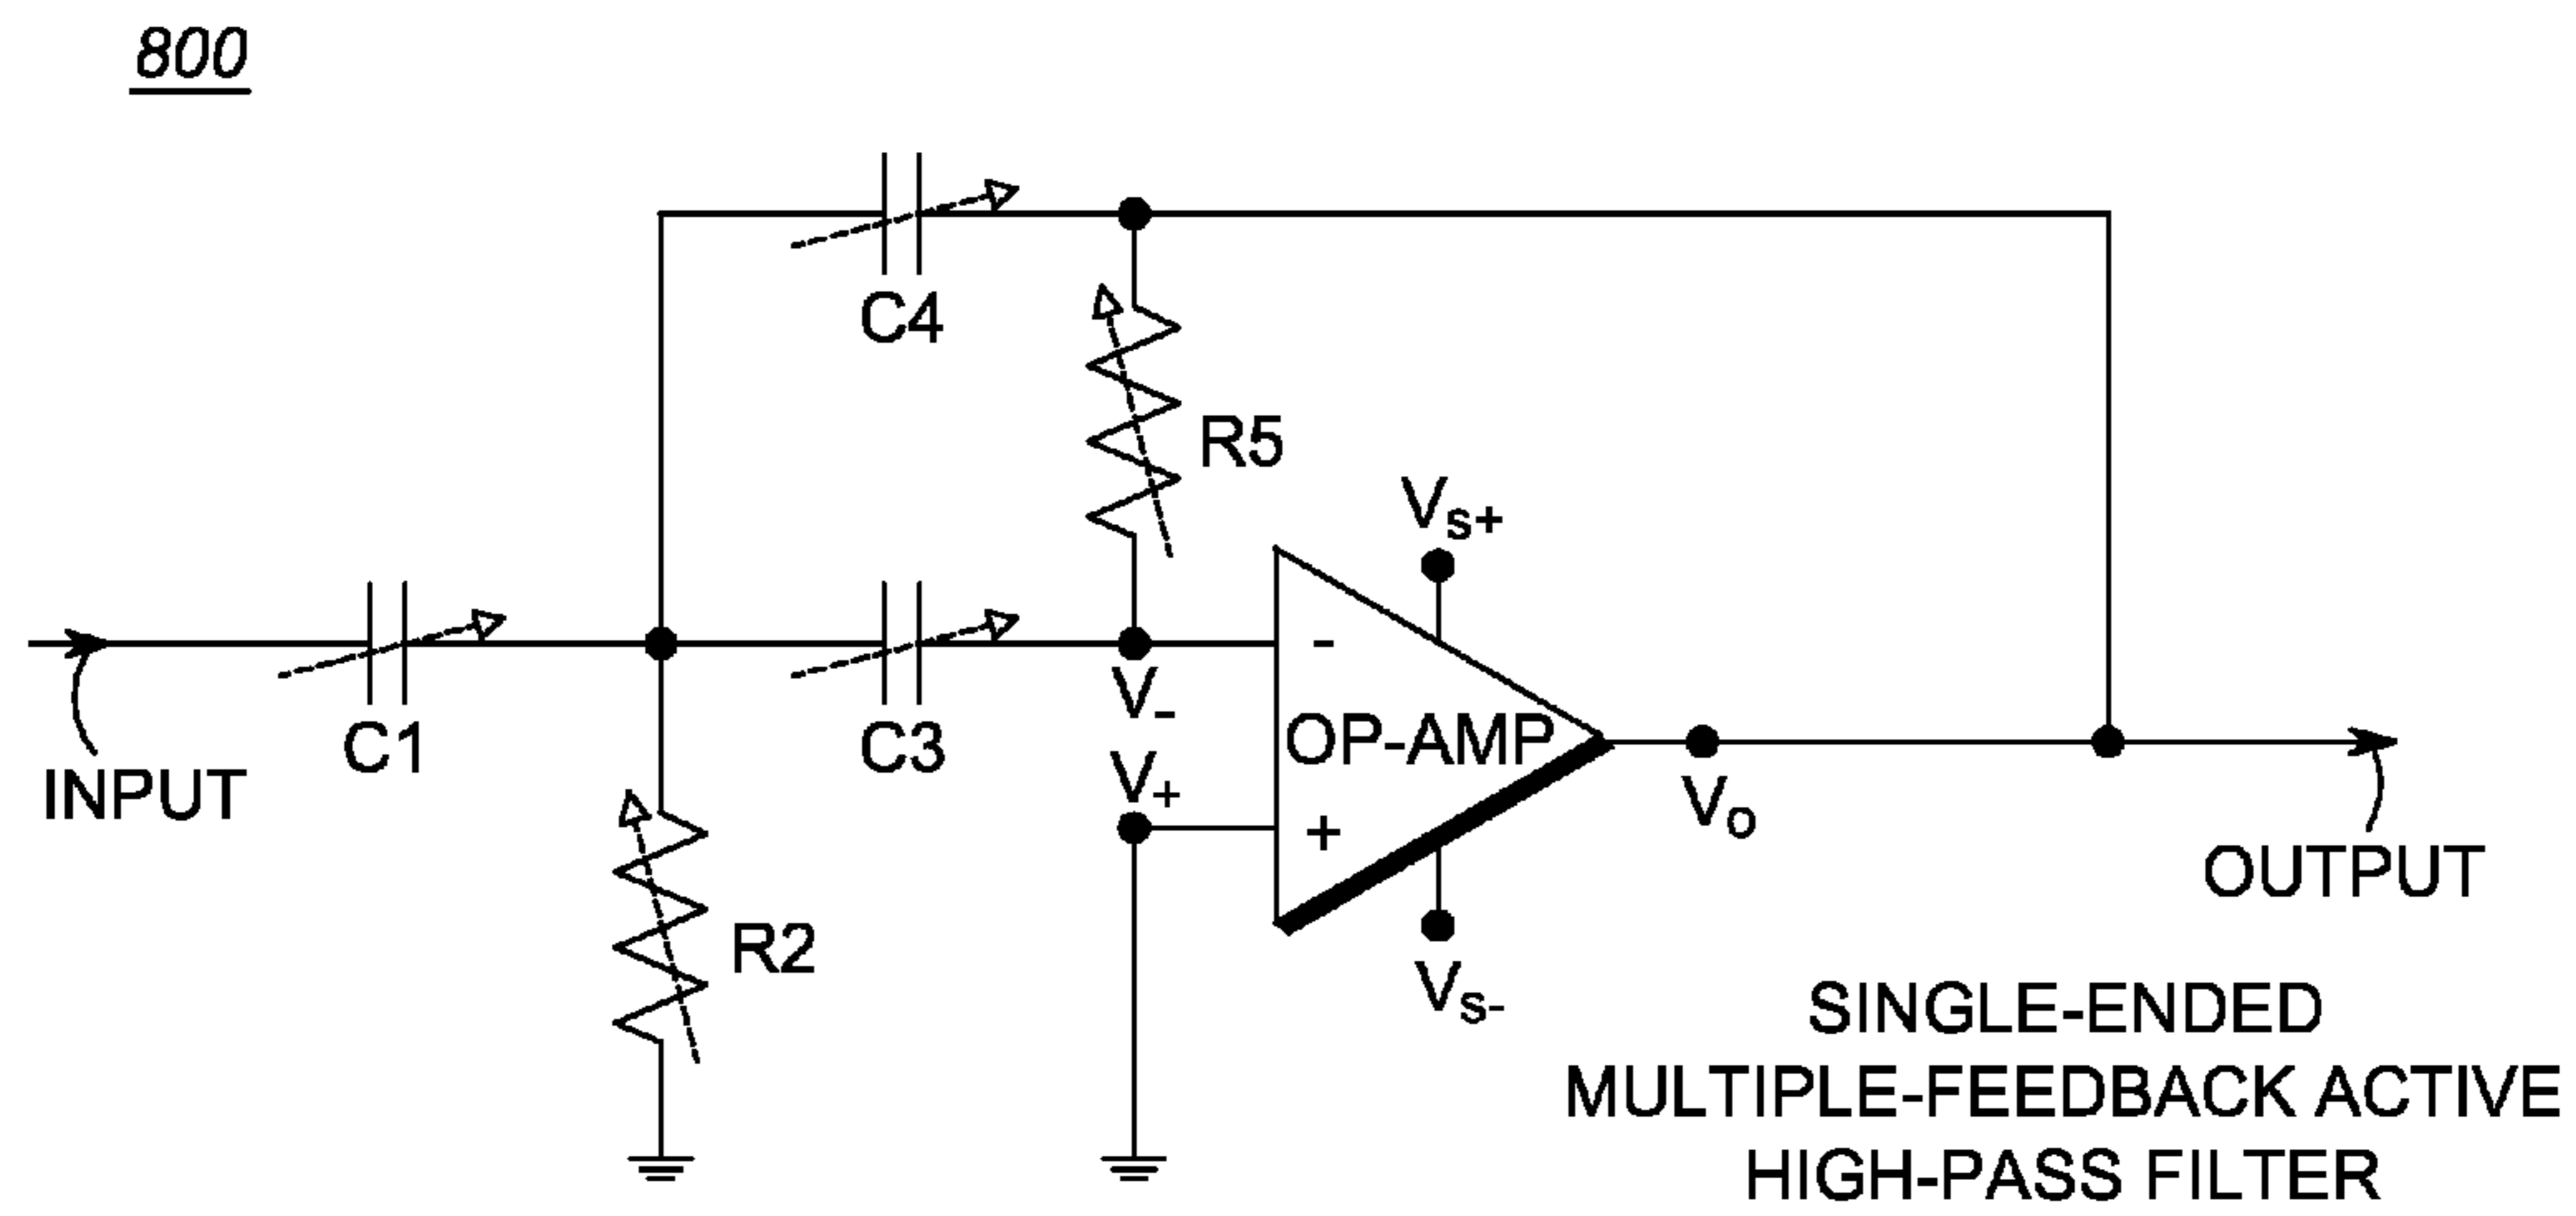 800
C4
R5
Vs+
INPUT
C1
C3
V-
V+
-
OP-AMP
+
Vo
OUTPUT
R2
Vs-
SINGLE-ENDED
MULTIPLE-FEEDBACK ACTIVE
HIGH-PASS FILTER